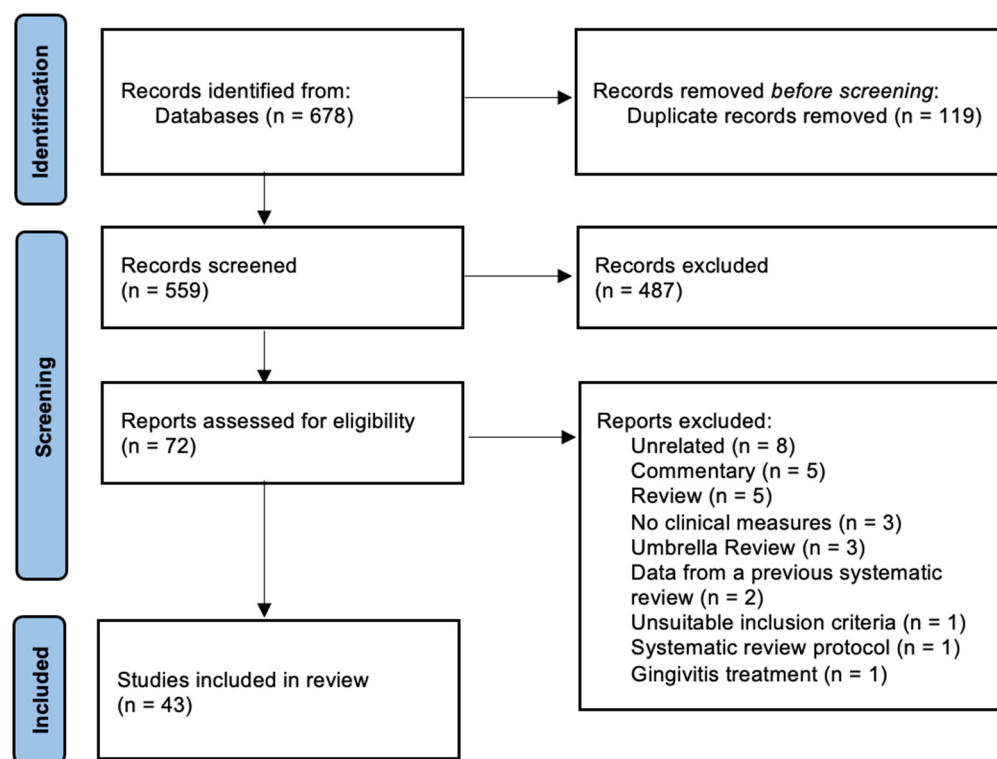 Identification
Records identified from:
Databases (n = 678)
Records removed before screening:
Duplicate records removed (n = 119)
Screening
Records screened
(n = 559)
Records excluded
(n = 487)
Reports assessed for eligibility
(n = 72)
Reports excluded:
Unrelated (n = 8)
Commentary (n = 5)
Review (n = 5)
No clinical measures (n = 3)
Umbrella Review (n = 3)
Data from a previous systematic
review (n = 2)
Unsuitable inclusion criteria (n = 1)
Systematic review protocol (n = 1)
Gingivitis treatment (n = 1)
Included
Studies included in review
(n = 43)